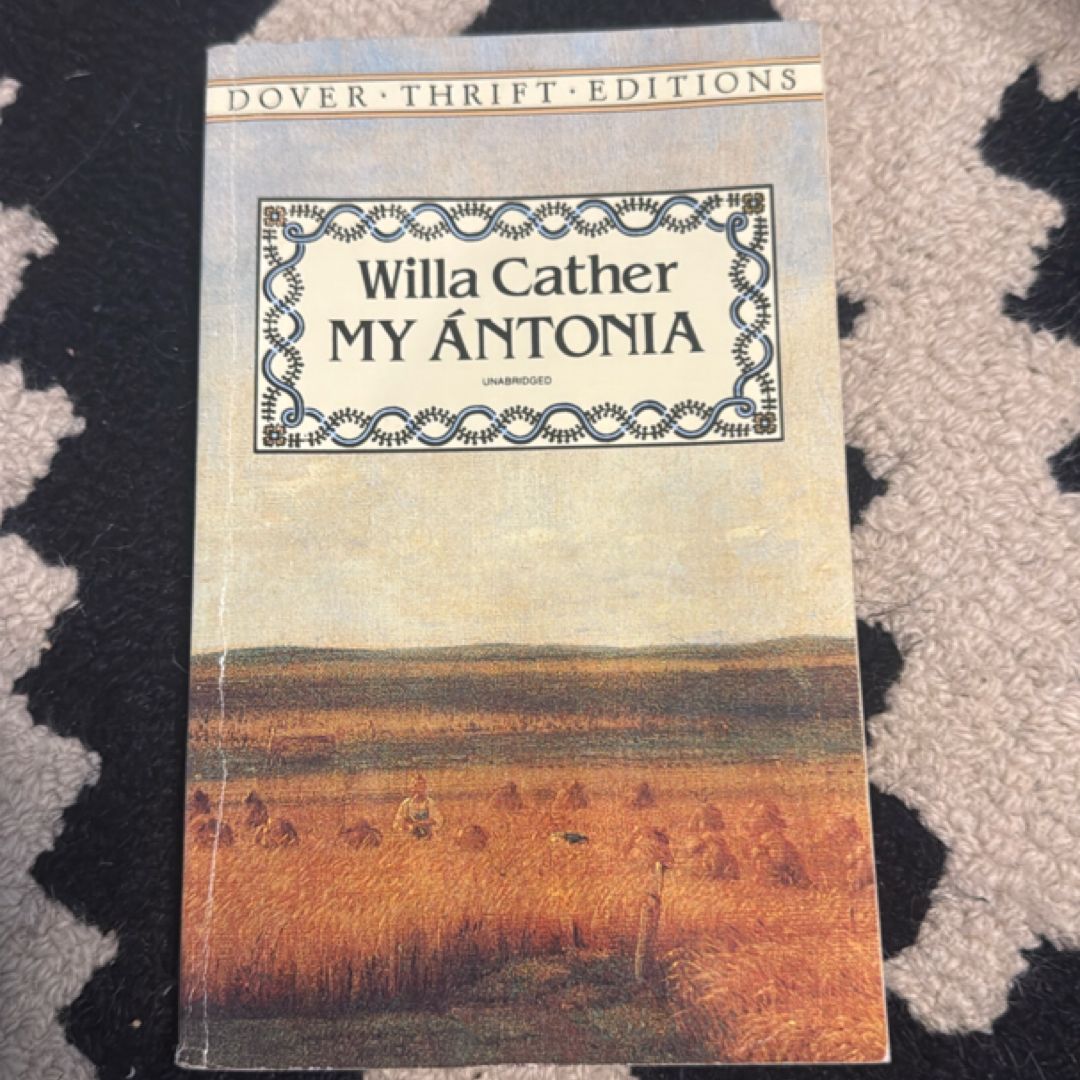 DOVER · THRIFT · EDITIONS
Willa Cather
MY ÁNTONIA
UNABRIDGED